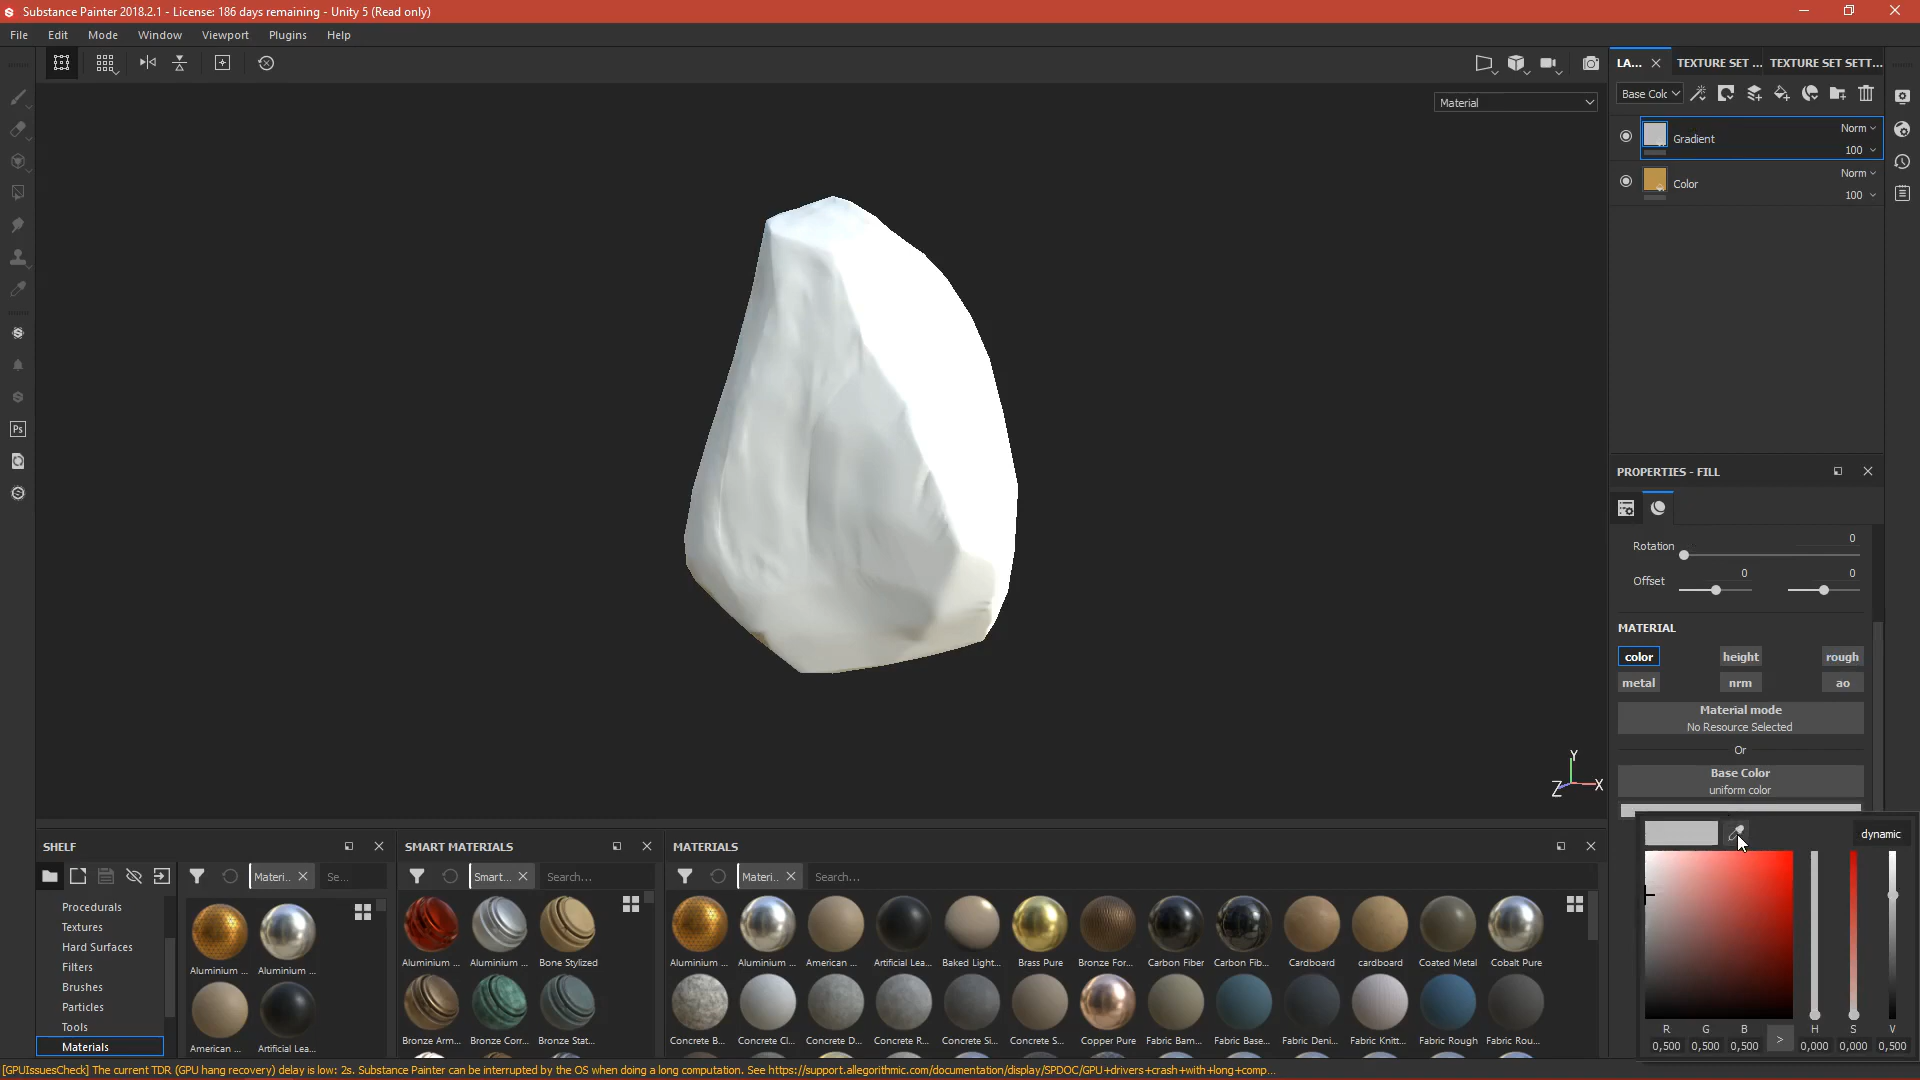 Substance Painter 2018.2.1 - License: 186 days remaining - Unity 5 (Read only)
File Edit Mode Window Viewport Plugins Help
Material
LA... TEXTURE SET ... TEXTURE SET SETT...
Base Colc
Gradient Norm
100
Color Norm
100
Ps
PROPERTIES - FILL
Rotation 0
Offset 0 0
MATERIAL
color height rough
metal nrm ao
Material mode
No Resource Selected
Or
Base Color
uniform color
dynamic
R G B > H S V
0,500 0,500 0,500 0,000 0,000 0,500
Y
Z X
SHELF
Materi.. Se...
Procedurals
Textures
Hard Surfaces
Filters
Brushes
Particles
Tools
Materials
Aluminium ... Aluminium ...
American ... Artificial Lea...
SMART MATERIALS
Smart... Search...
Aluminium ... Aluminium ... Bone Stylized
Bronze Arm... Bronze Corr... Bronze Stat...
MATERIALS
Materi... Search...
Aluminium ... Aluminium ... American ... Artificial Lea... Baked Light... Brass Pure Bronze For... Carbon Fiber Carbon Fib... Cardboard cardboard Coated Metal Cobalt Pure
Concrete B... Concrete Cl... Concrete D... Concrete R... Concrete Si... Concrete S... Copper Pure Fabric Bam... Fabric Base... Fabric Deni... Fabric Knitt... Fabric Rough Fabric Rou...
[GPUIssuesCheck] The current TDR (GPU hang recovery) delay is low: 2s. Substance Painter can be interrupted by the OS when doing a long computation. See https://support.allegorithmic.com/documentation/display/SPDOC/GPU+drivers+crash+with+long+comp...